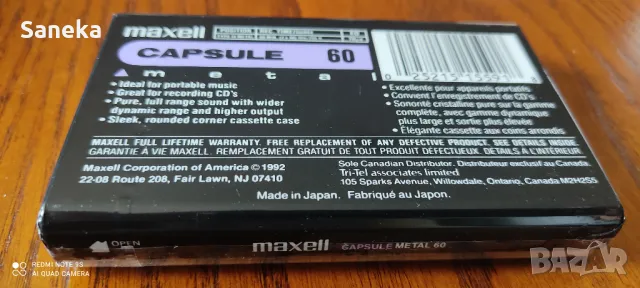 Saneka
maxell
POSITION
CAPSULE 60
metal
• Ideal for portable music
• Great for recording CD's
• Pure, full range sound with wider
dynamic range and higher output
• Sleek, rounded corner cassette case
• Excellente pour appareils portatifs
• Convient l'enregistrement de CD's
• Sonorité cristalline pure sur la gamme
complète, avec gamme dynamique
plus large et sortie plus élevée
• Élégante cassette aux coins arrondis
MAXELL FULL LIFETIME WARRANTY. FREE REPLACEMENT OF ANY DEFECTIVE PRODUCT. SEE DETAILS INSIDE
GARANTIE À VIE MAXELL. REMPLACEMENT GRATUIT DE TOUT PRODUIT DÉFECTUEUX. DETAILS À L'INTÉRIEUR
Maxell Corporation of America © 1992
22-08 Route 208, Fair Lawn, NJ 07410
Sole Canadian Distributor. Distributeur exclusif au Canada.
Tri-Tel associates limited
105 Sparks Avenue, Willowdale, Ontario, Canada M2H2S5
Made in Japan. Fabriqué au Japon.
OPEN
maxell CAPSULE METAL 60
REDMI NOTE 9S
AI QUAD CAMERA
BAZAR